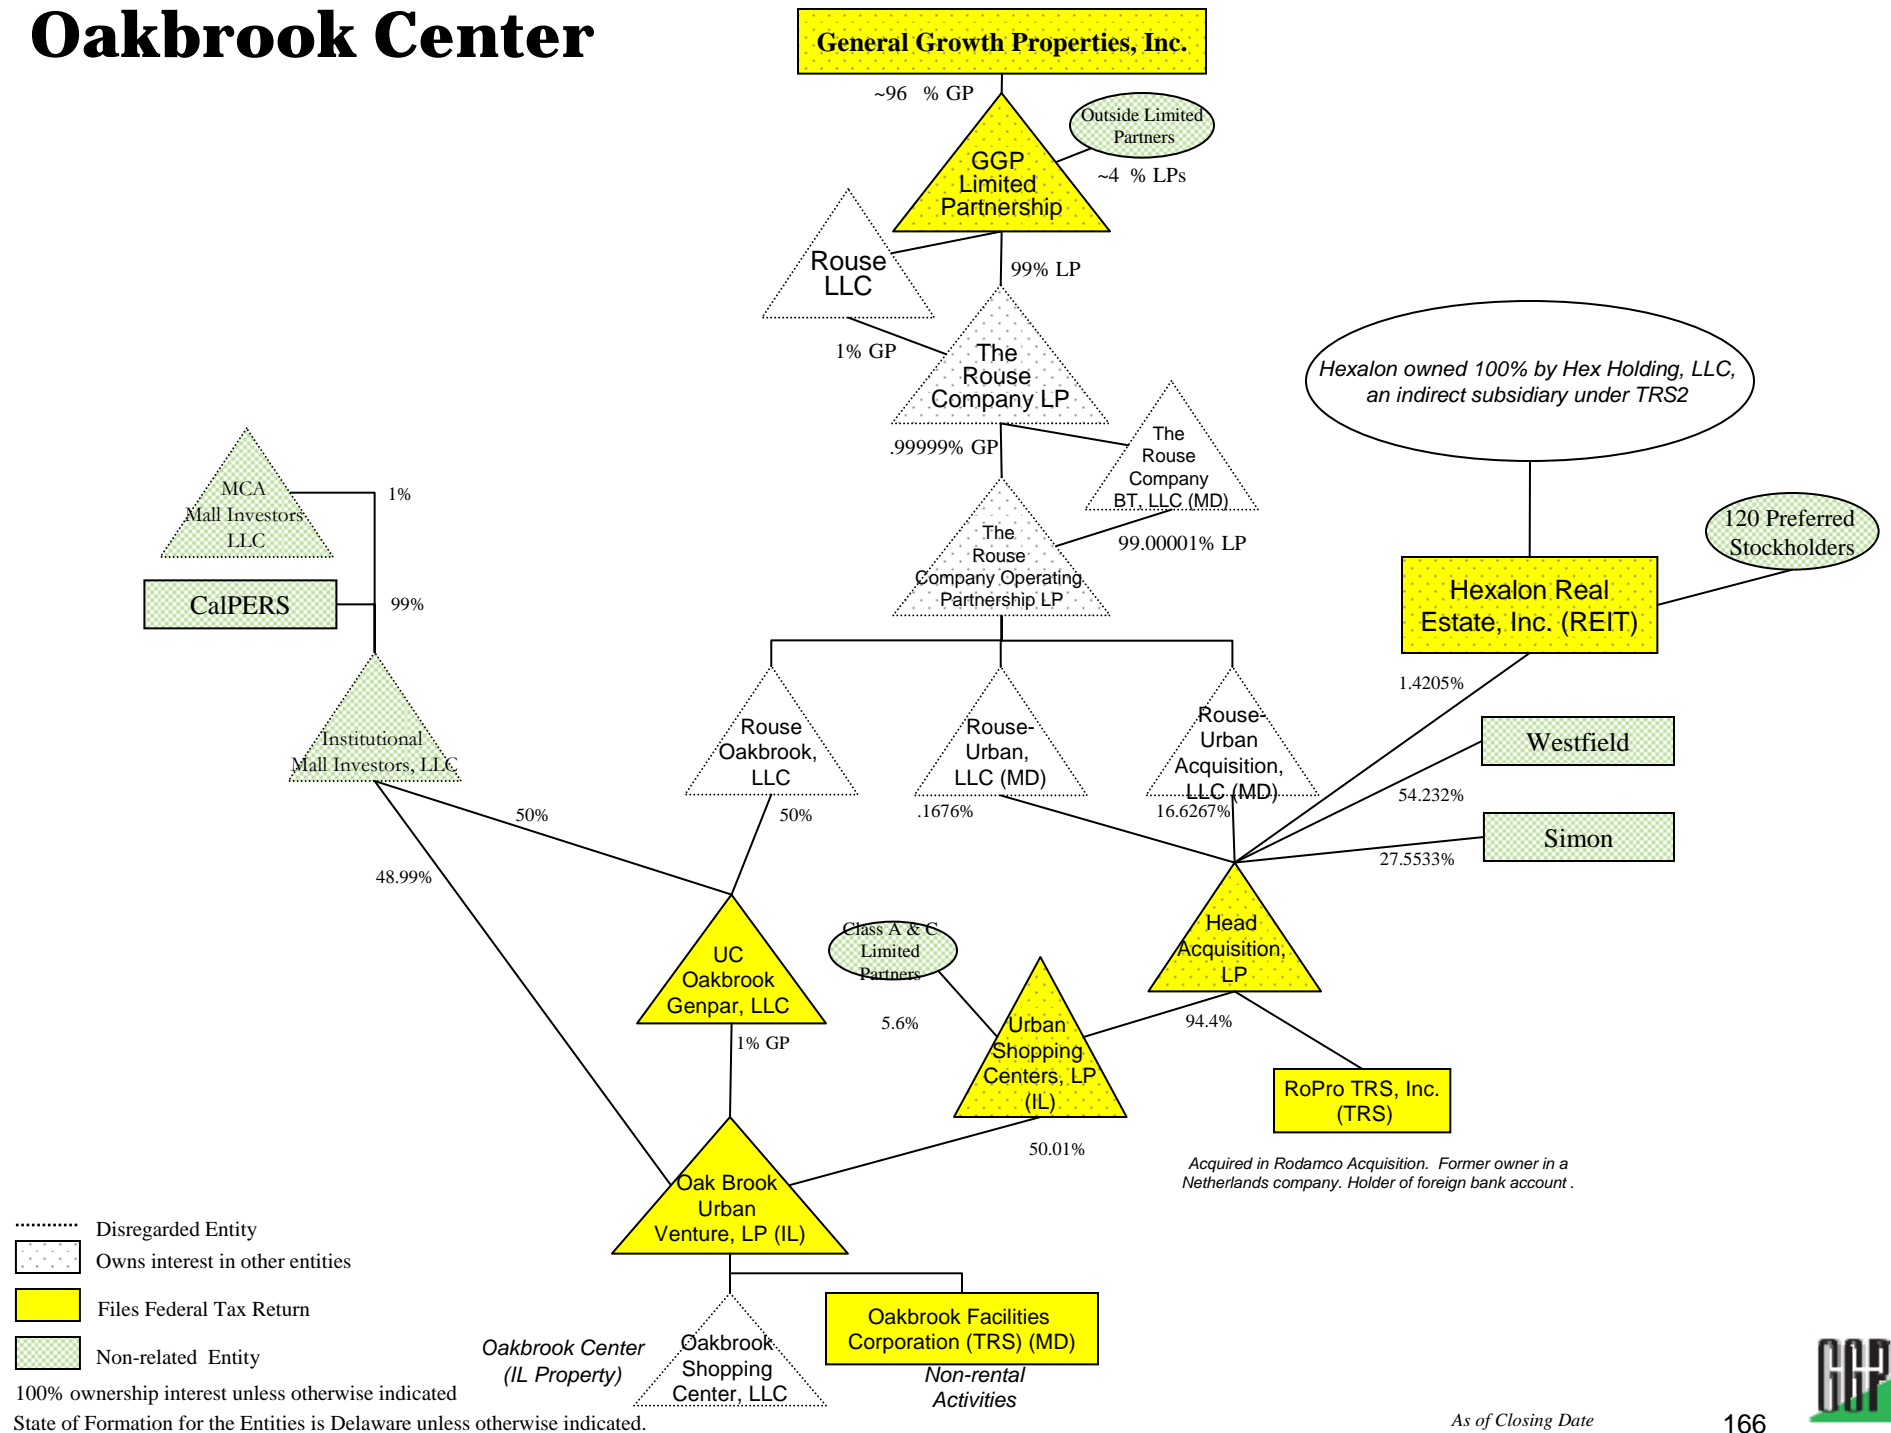 Oakbrook Center
General Growth Properties, Inc.
~96 % GP
Outside Limited
Partners
~4 % LPs
GGP
Limited
Partnership
Rouse
LLC
99% LP
1% GP
The
Rouse
Company LP
Hexalon owned 100% by Hex Holding, LLC,
an indirect subsidiary under TRS2
.99999% GP
The
Rouse
Company
BT, LLC (MD)
99.00001% LP
MCA
Mall Investors
LLC
1%
CalPERS
99%
The
Rouse
Company Operating
Partnership LP
120 Preferred
Stockholders
Hexalon Real
Estate, Inc. (REIT)
1.4205%
Institutional
Mall Investors, LLC
Rouse
Oakbrook,
LLC
Rouse-
Urban,
LLC (MD)
Rouse-
Urban
Acquisition,
LLC (MD)
Westfield
54.232%
50%
50%
.1676%
16.6267%
Simon
27.5533%
48.99%
Class A & C
Limited
Partners
Head
Acquisition,
LP
UC
Oakbrook
Genpar, LLC
5.6%
94.4%
1% GP
Urban
Shopping
Centers, LP
(IL)
RoPro TRS, Inc.
(TRS)
50.01%
Acquired in Rodamco Acquisition. Former owner in a
Netherlands company. Holder of foreign bank account .
Oak Brook
Urban
Venture, LP (IL)
Disregarded Entity
Owns interest in other entities
Files Federal Tax Return
Non-related Entity
100% ownership interest unless otherwise indicated
State of Formation for the Entities is Delaware unless otherwise indicated.
Oakbrook Center
(IL Property)
Oakbrook
Shopping
Center, LLC
Oakbrook Facilities
Corporation (TRS) (MD)
Non-rental
Activities
As of Closing Date
166
GGP